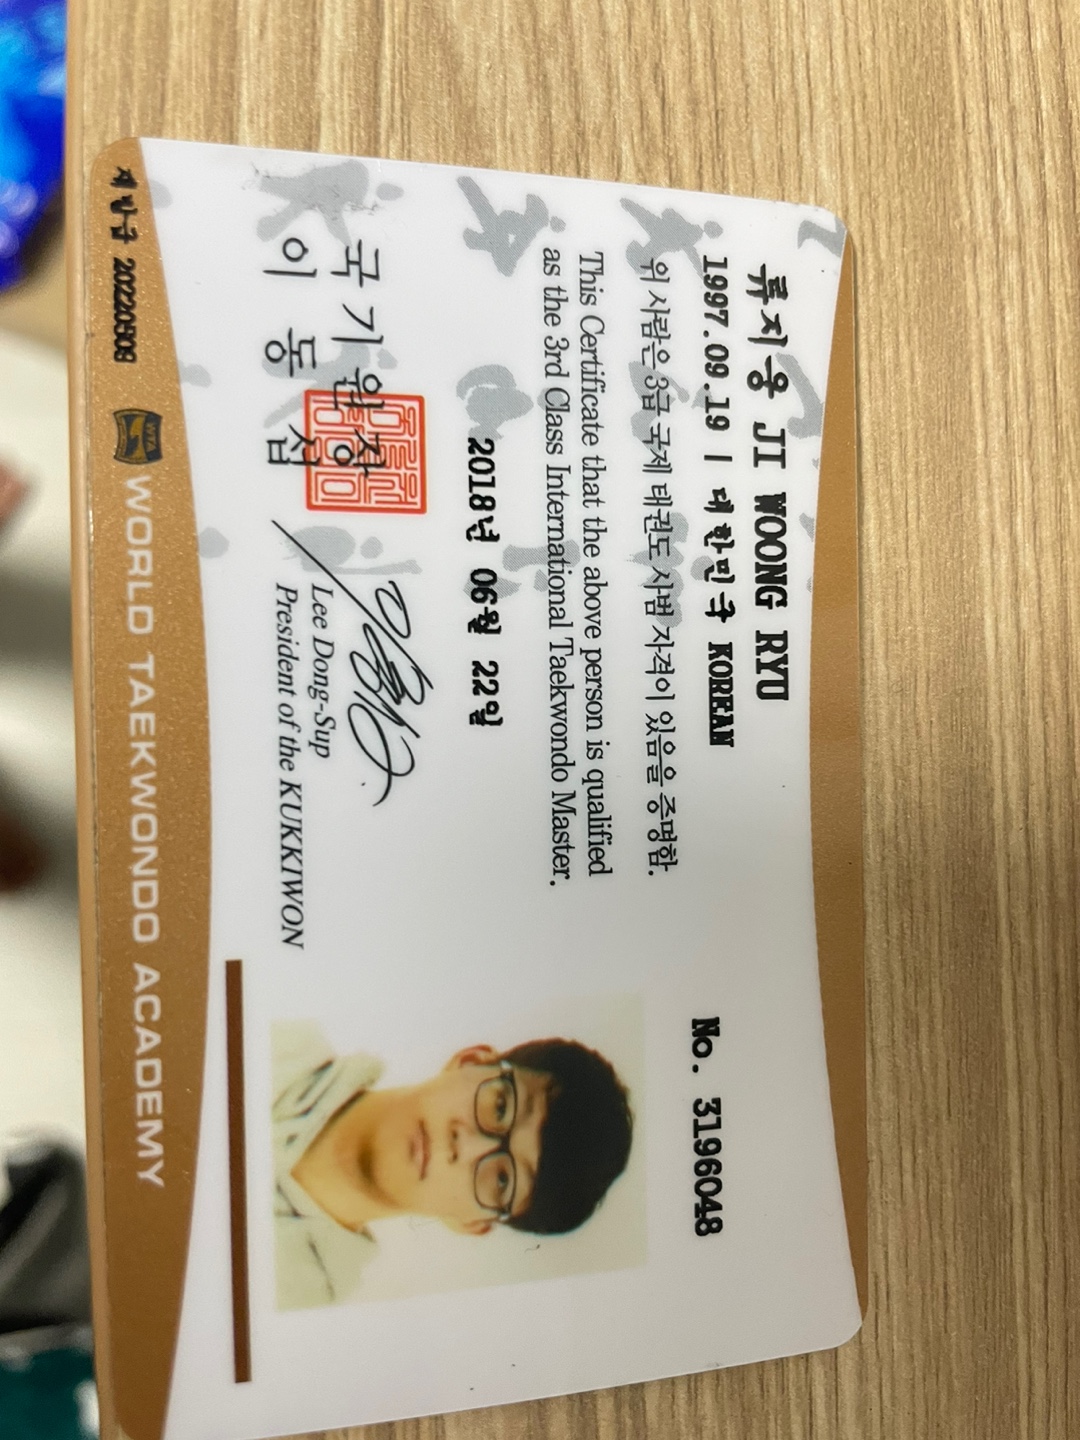 류지웅 JI WOONG RYU
1997.09.19 | 대한민국 KOREAN
No. 3196048
위 사람은 3급 국제 태권도 사범 자격이 있음을 증명함.
This Certificate that the above person is qualified
as the 3rd Class International Taekwondo Master.
2018년 06월 22일
국 기 원 장
이 동 섭
Lee Dong-Sup
President of the KUKKIWON
재발급 20220908
WORLD TAEKWONDO ACADEMY